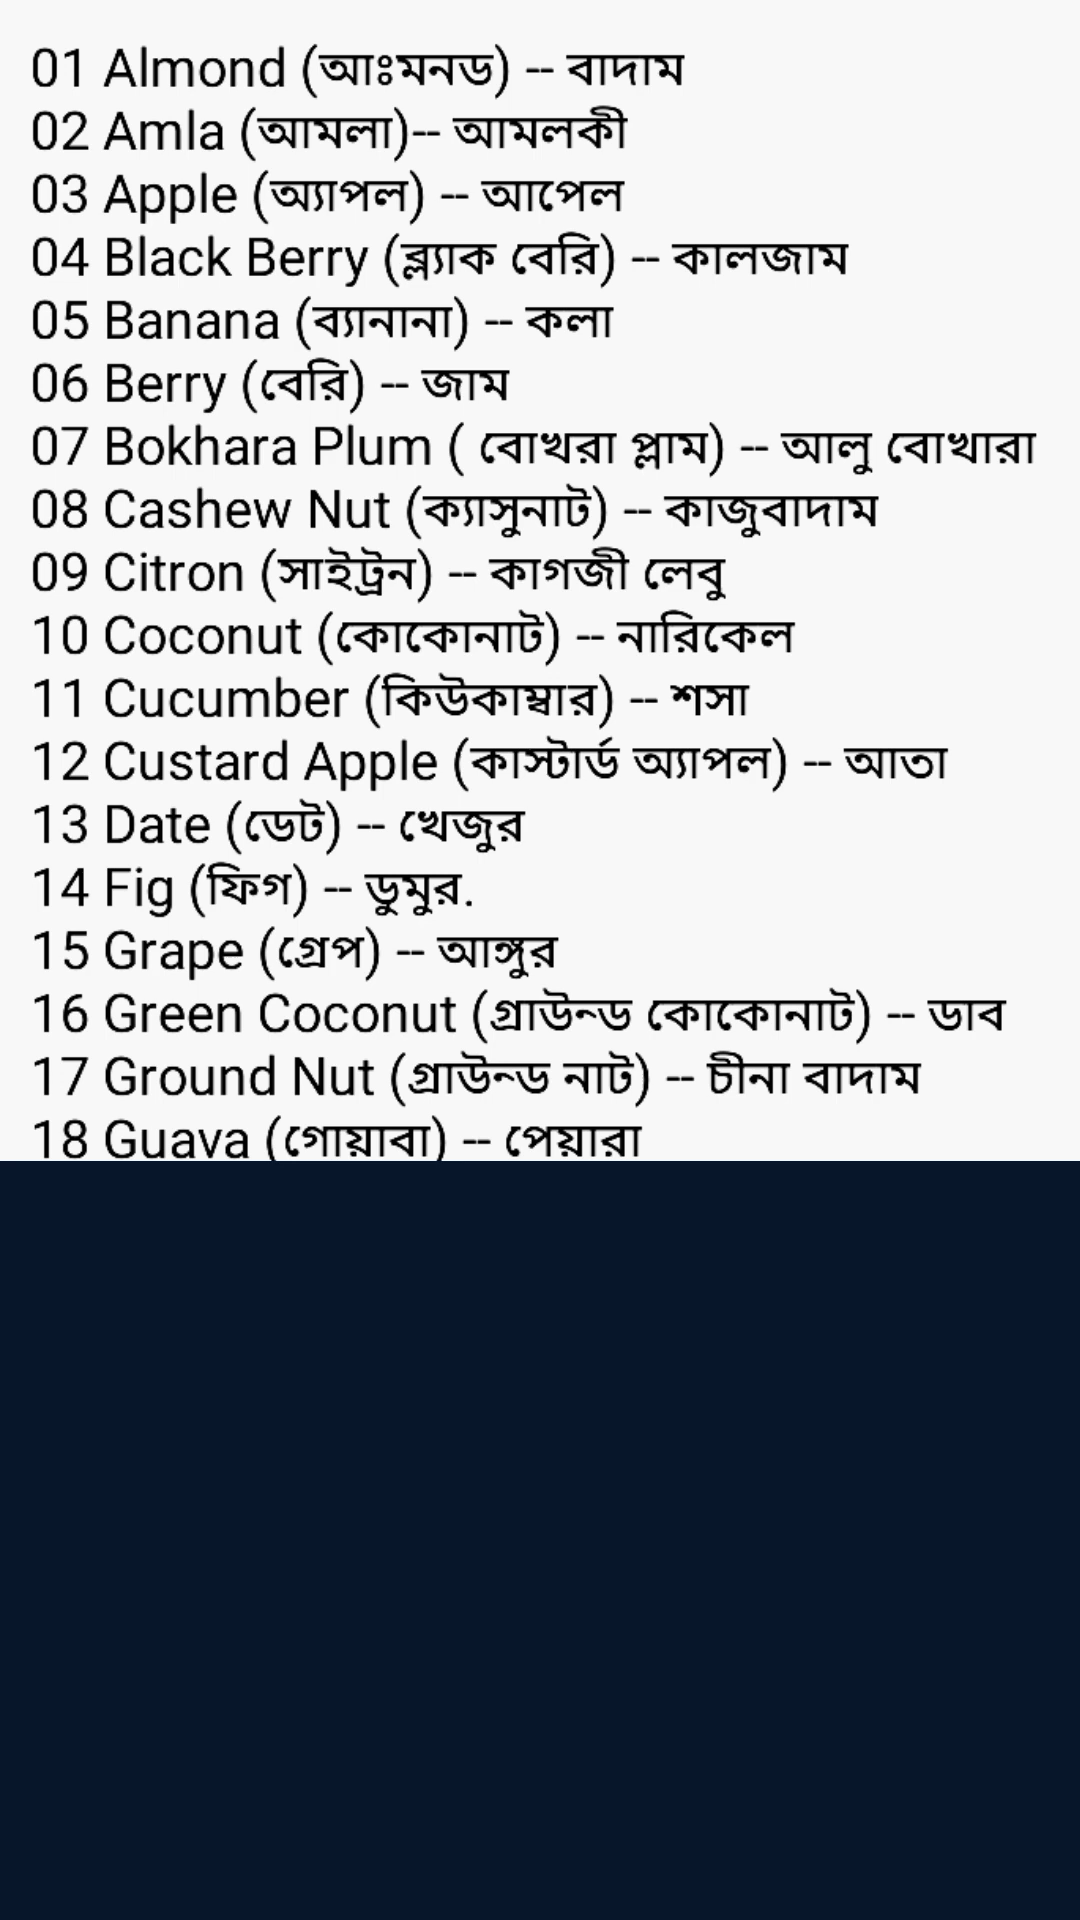 01 Almond (আঃমনড) -- বাদাম
02 Amla (আমলা)-- আমলকী
03 Apple (অ্যাপল) -- আপেল
04 Black Berry (ব্ল্যাক বেরি) -- কালজাম
05 Banana (ব্যানানা) -- কলা
06 Berry (বেরি) -- জাম
07 Bokhara Plum ( বোখরা প্লাম) -- আলু বোখারা
08 Cashew Nut (ক্যাসুনাট) -- কাজুবাদাম
09 Citron (সাইট্রন) -- কাগজী লেবু
10 Coconut (কোকোনাট) -- নারিকেল
11 Cucumber (কিউকাম্বার) -- শসা
12 Custard Apple (কাস্টার্ড অ্যাপল) -- আতা
13 Date (ডেট) -- খেজুর
14 Fig (ফিগ) -- ডুমুর.
15 Grape (গ্রেপ) -- আঙ্গুর
16 Green Coconut (গ্রাউন্ড কোকোনাট) -- ডাব
17 Ground Nut (গ্রাউন্ড নাট) -- চীনা বাদাম
18 Guava (গোয়াবা) -- পেয়ারা